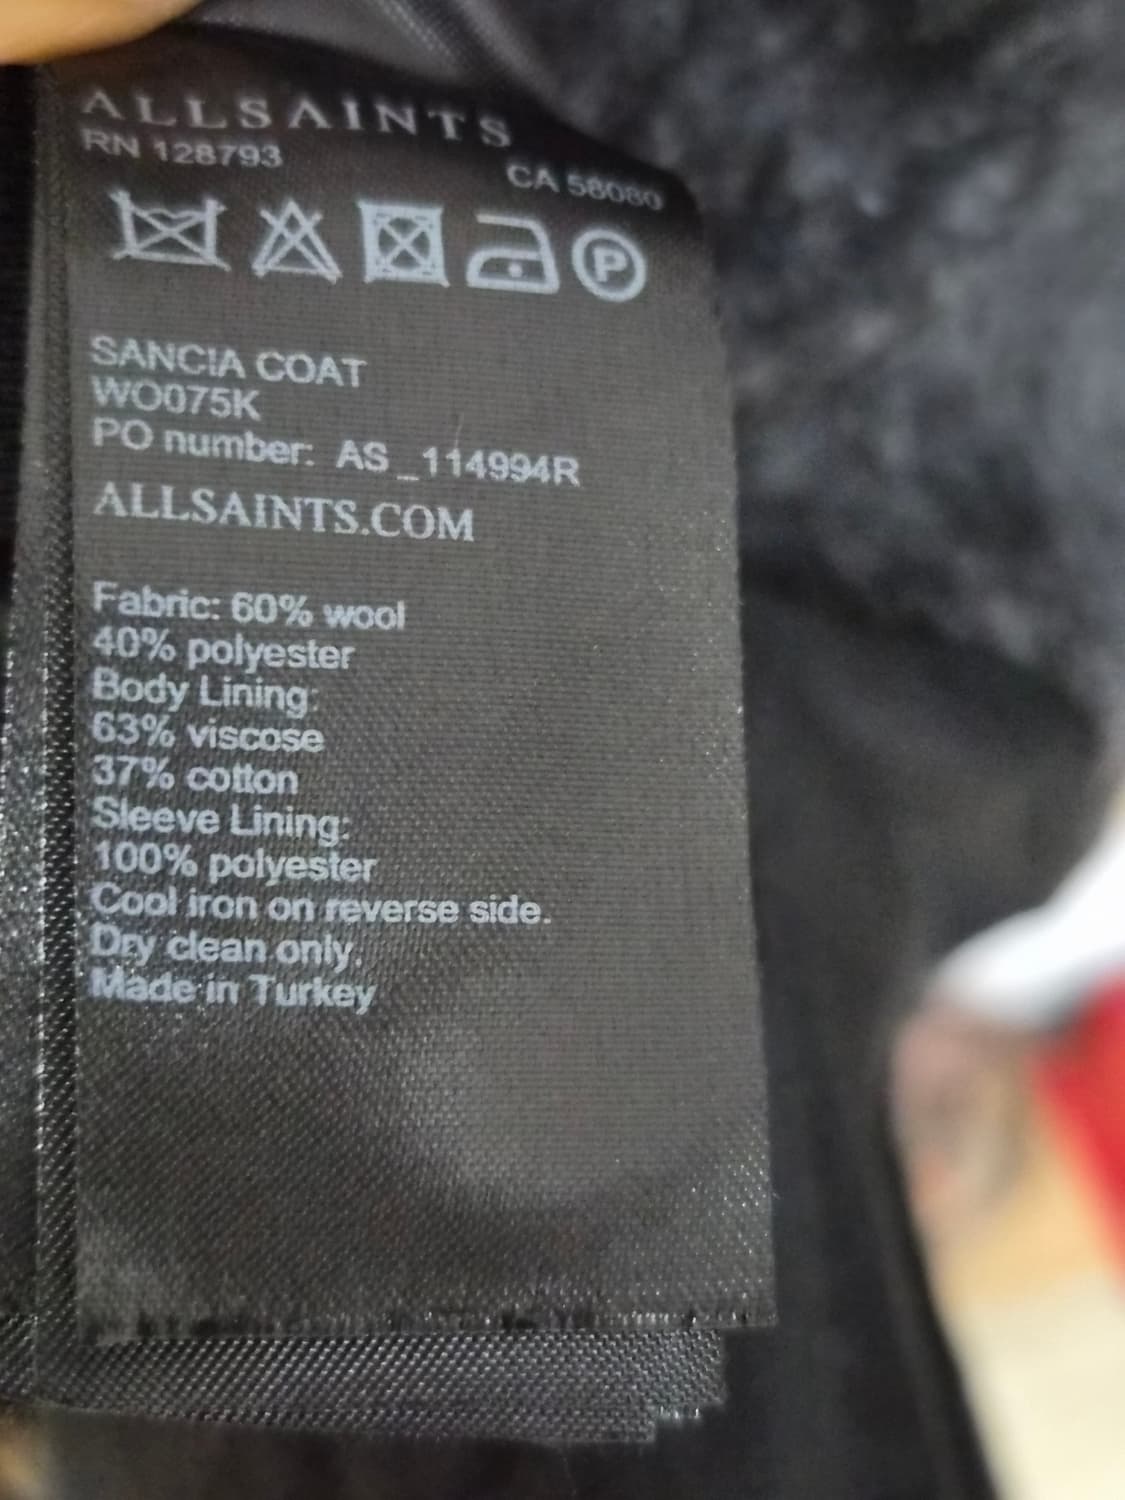 ALLSAINTS
RN 128793
CA 56080
P
SANCIA COAT
WO075K
PO number: AS_114994R
ALLSAINTS.COM
Fabric: 60% wool
40% polyester
Body Lining:
63% viscose
37% cotton
Sleeve Lining:
100% polyester
Cool iron on reverse side.
Dry clean only.
Made in Turkey